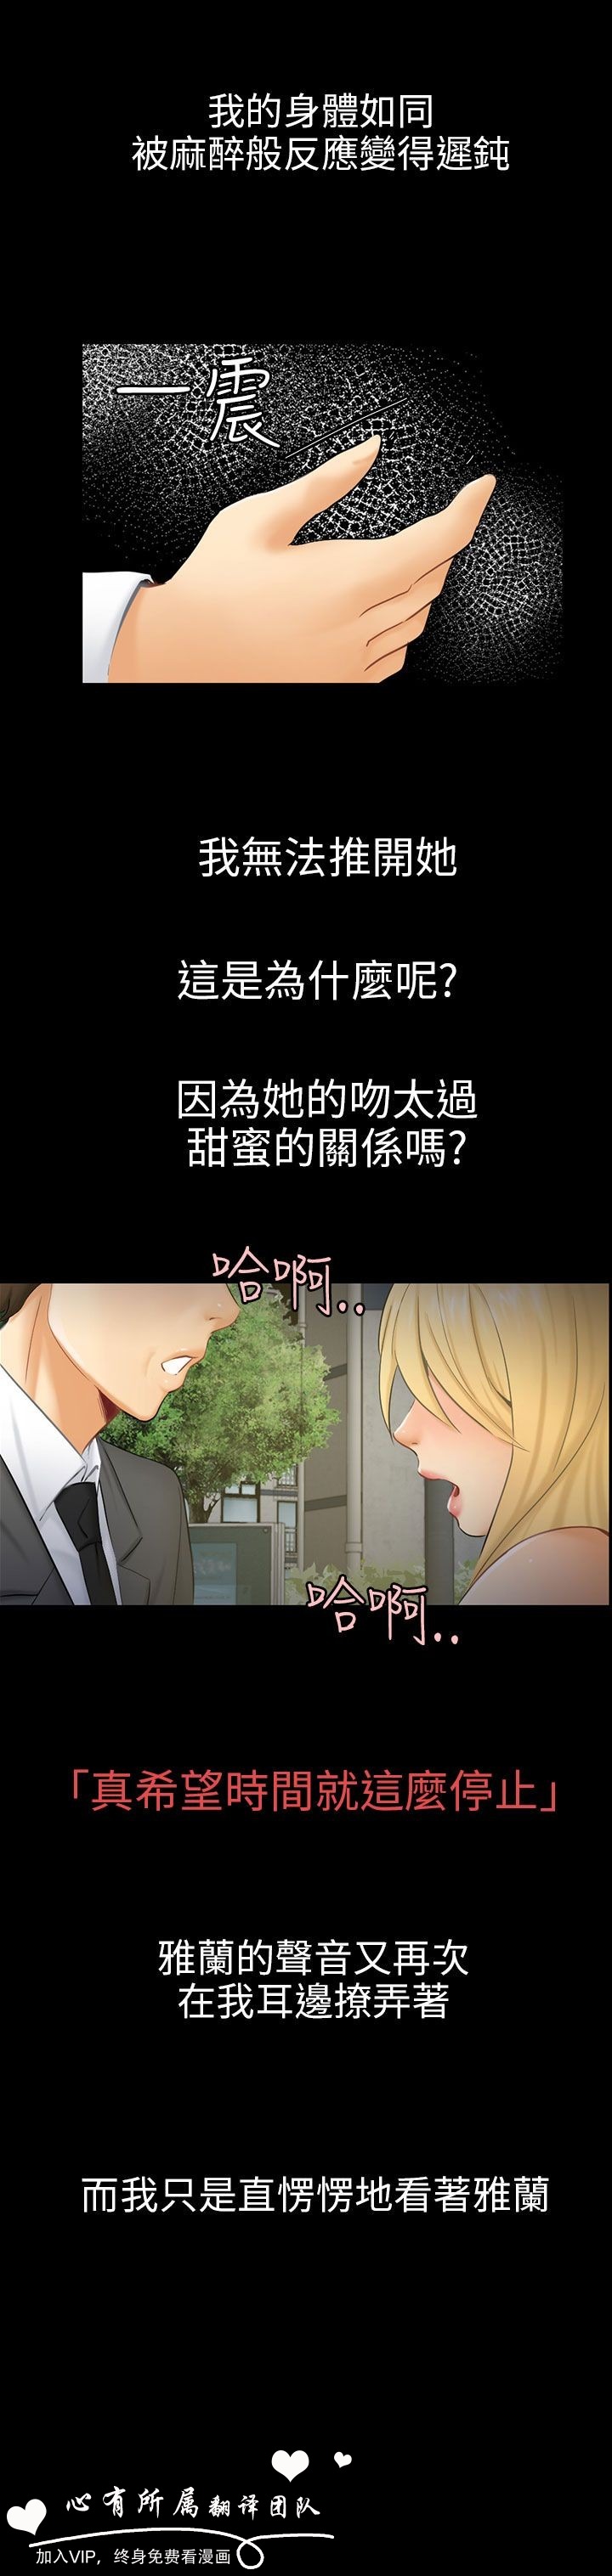 我的身體如同
被麻醉般反應變得遲鈍
一震
我無法推開她
這是為什麼呢?
因為她的吻太過
甜蜜的關係嗎?
哈啊..
哈啊..
「真希望時間就這麼停止」
雅蘭的聲音又再次
在我耳邊撩弄著
而我只是直愣愣地看著雅蘭
心有所属翻译团队
加入VIP，终身免费看漫画